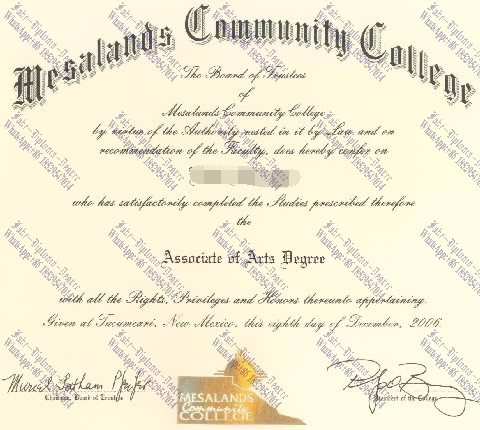 Mesalands Community College
The Board of Trustees
of
Mesalands Community College
by virtue of the Authority vested in it by Law and on
recommendation of the Faculty, does hereby confer on
who has satisfactorily completed the Studies prescribed therefore
the
Associate of Arts Degree
with all the Rights, Privileges and Honors thereunto appertaining.
Given at Tucumcari, New Mexico, this eighth day of December, 2006.
Chairman, Board of Trustees
President of the College
MESALANDS
Community
COLLEGE